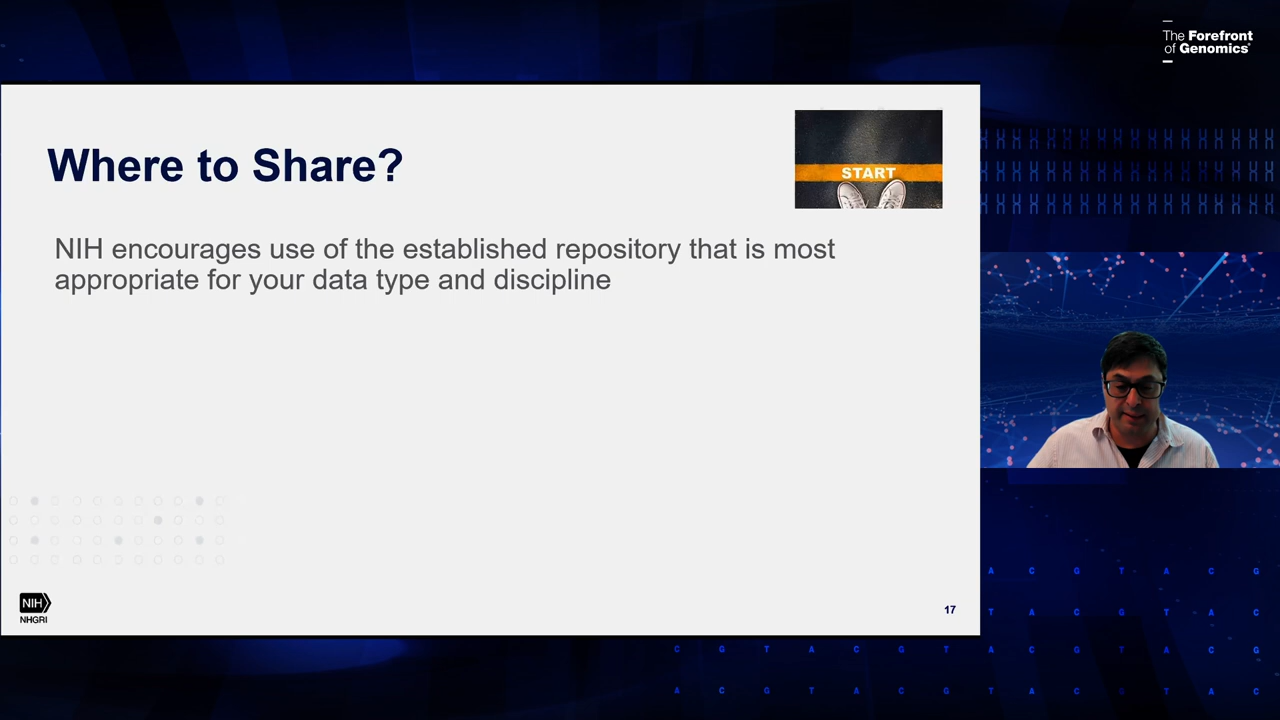 The Forefront
of Genomics®
Where to Share?
START
NIH encourages use of the established repository that is most
appropriate for your data type and discipline
NIH
NHGRI
17
A C G T A C G
T A C G T A C
C G T A C G T A C G T A C G
A C G T A C G T A C G T A C